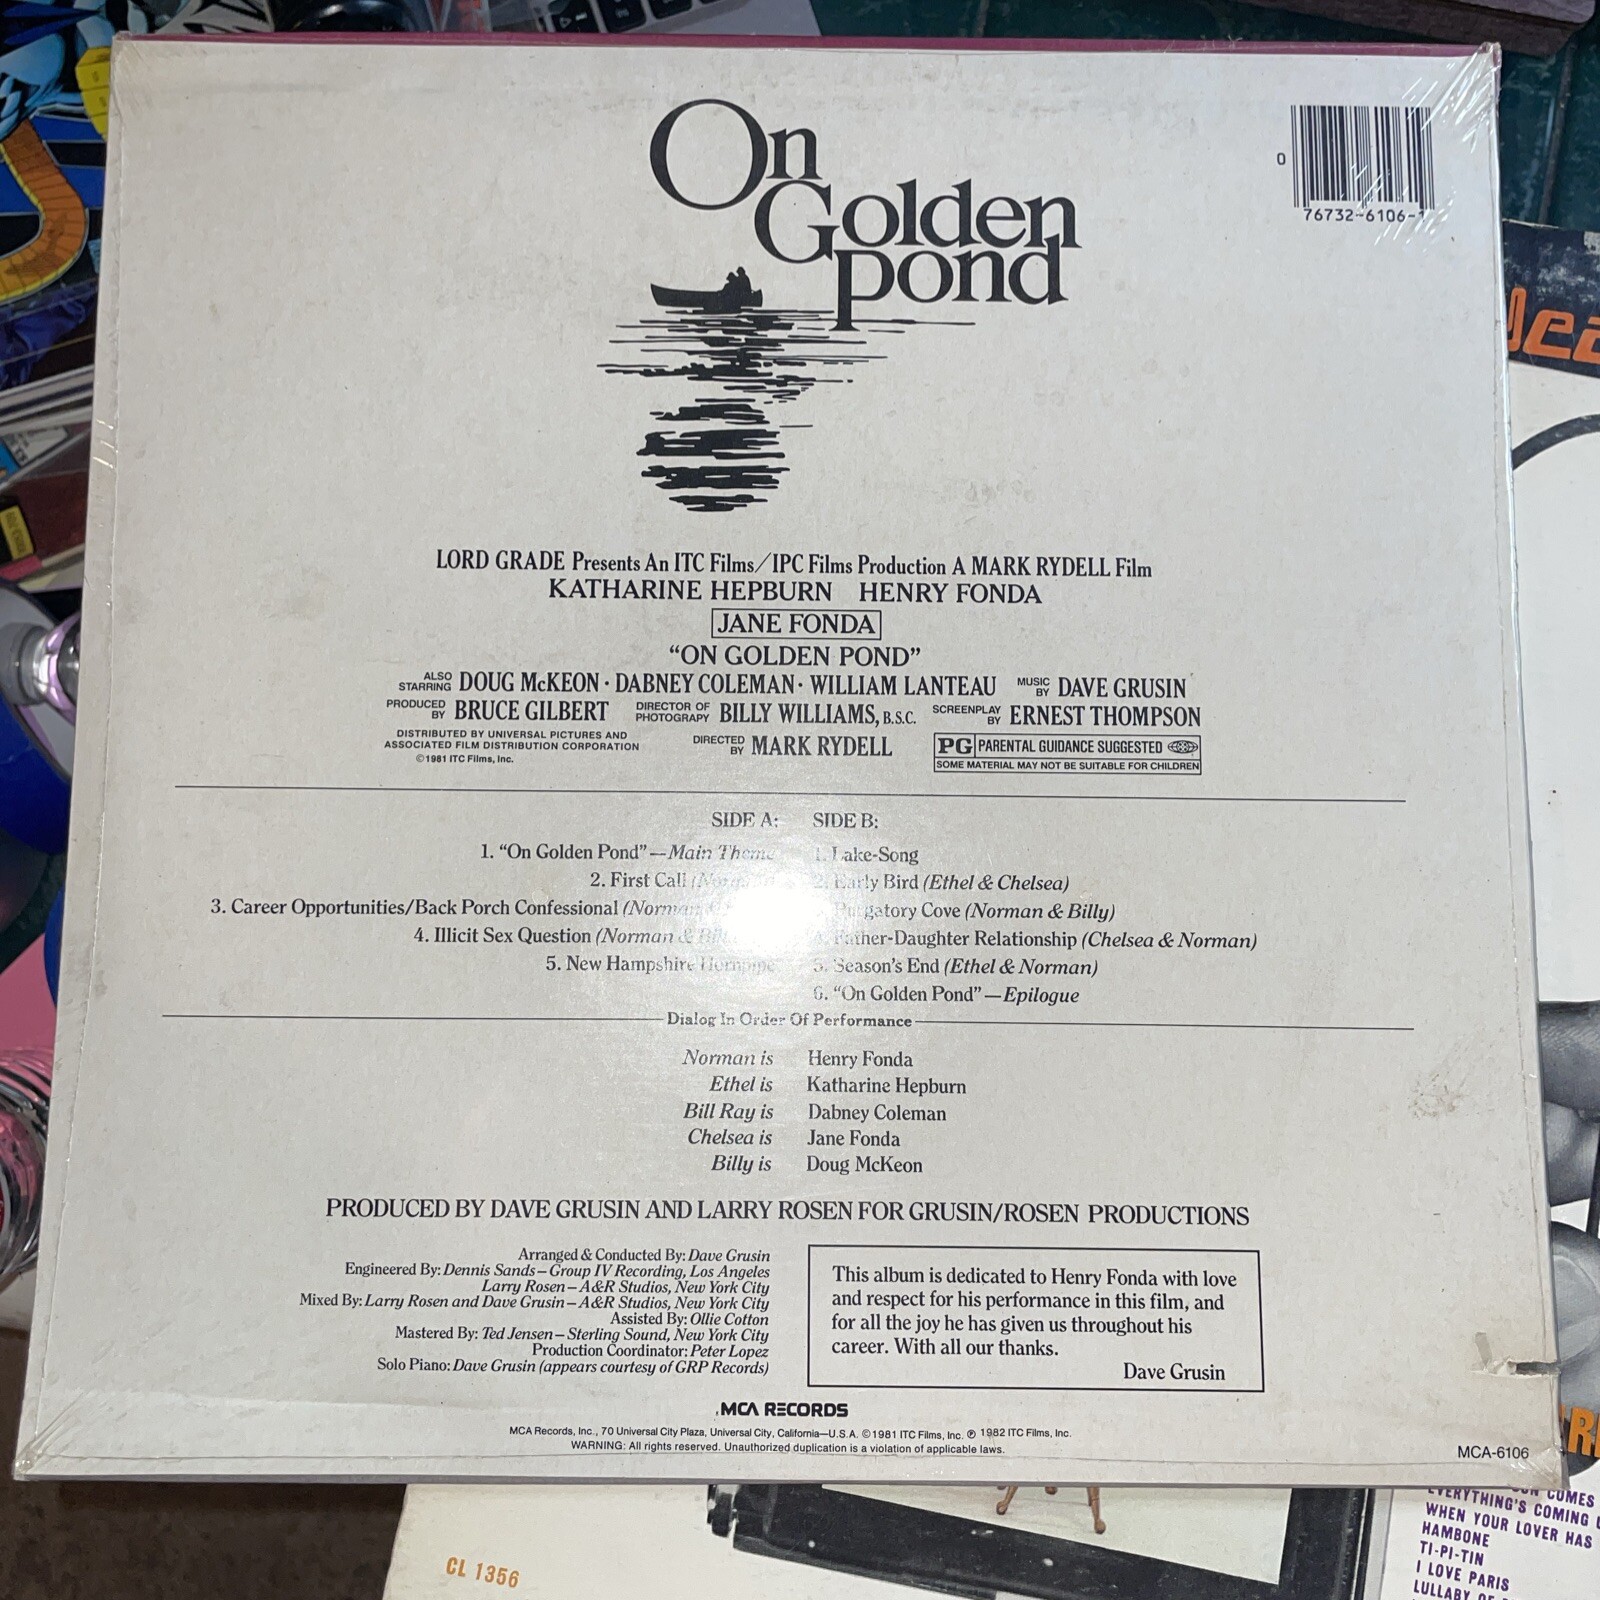 On
Golden
pond
0
76732-6106-1
LORD GRADE Presents An ITC Films/IPC Films Production A MARK RYDELL Film
KATHARINE HEPBURN HENRY FONDA
JANE FONDA
“ON GOLDEN POND”
ALSO STARRING DOUG McKEON · DABNEY COLEMAN · WILLIAM LANTEAU MUSIC BY DAVE GRUSIN
PRODUCED BY BRUCE GILBERT DIRECTOR OF PHOTOGRAPY BILLY WILLIAMS, B.S.C. SCREENPLAY BY ERNEST THOMPSON
DISTRIBUTED BY UNIVERSAL PICTURES AND
ASSOCIATED FILM DISTRIBUTION CORPORATION
©1981 ITC Films, Inc.
DIRECTED BY MARK RYDELL
PG PARENTAL GUIDANCE SUGGESTED
SOME MATERIAL MAY NOT BE SUITABLE FOR CHILDREN
SIDE A:
1. “On Golden Pond”—Main Theme
2. First Call (Norman
3. Career Opportunities/Back Porch Confessional (Norman &
4. Illicit Sex Question (Norman & Bill
5. New Hampshire Hornpipe
SIDE B:
1. Lake-Song
2. Early Bird (Ethel & Chelsea)
Purgatory Cove (Norman & Billy)
4. Father-Daughter Relationship (Chelsea & Norman)
5. Season's End (Ethel & Norman)
6. “On Golden Pond”—Epilogue
Dialog In Order Of Performance
Norman is Henry Fonda
Ethel is Katharine Hepburn
Bill Ray is Dabney Coleman
Chelsea is Jane Fonda
Billy is Doug McKeon
PRODUCED BY DAVE GRUSIN AND LARRY ROSEN FOR GRUSIN/ROSEN PRODUCTIONS
Arranged & Conducted By: Dave Grusin
Engineered By: Dennis Sands—Group IV Recording, Los Angeles
Larry Rosen—A&R Studios, New York City
Mixed By: Larry Rosen and Dave Grusin—A&R Studios, New York City
Assisted By: Ollie Cotton
Mastered By: Ted Jensen—Sterling Sound, New York City
Production Coordinator: Peter Lopez
Solo Piano: Dave Grusin (appears courtesy of GRP Records)
This album is dedicated to Henry Fonda with love
and respect for his performance in this film, and
for all the joy he has given us throughout his
career. With all our thanks.
Dave Grusin
MCA RECORDS
MCA Records, Inc., 70 Universal City Plaza, Universal City, California—U.S.A. ©1981 ITC Films, Inc. ℗ 1982 ITC Films, Inc.
WARNING: All rights reserved. Unauthorized duplication is a violation of applicable laws.
MCA-6106
CL 1356
COMES
EVERYTHING'S COMING
WHEN YOUR LOVER HAS
HAMBONE
TI-PI-TIN
I LOVE PARIS
LULLABY OF